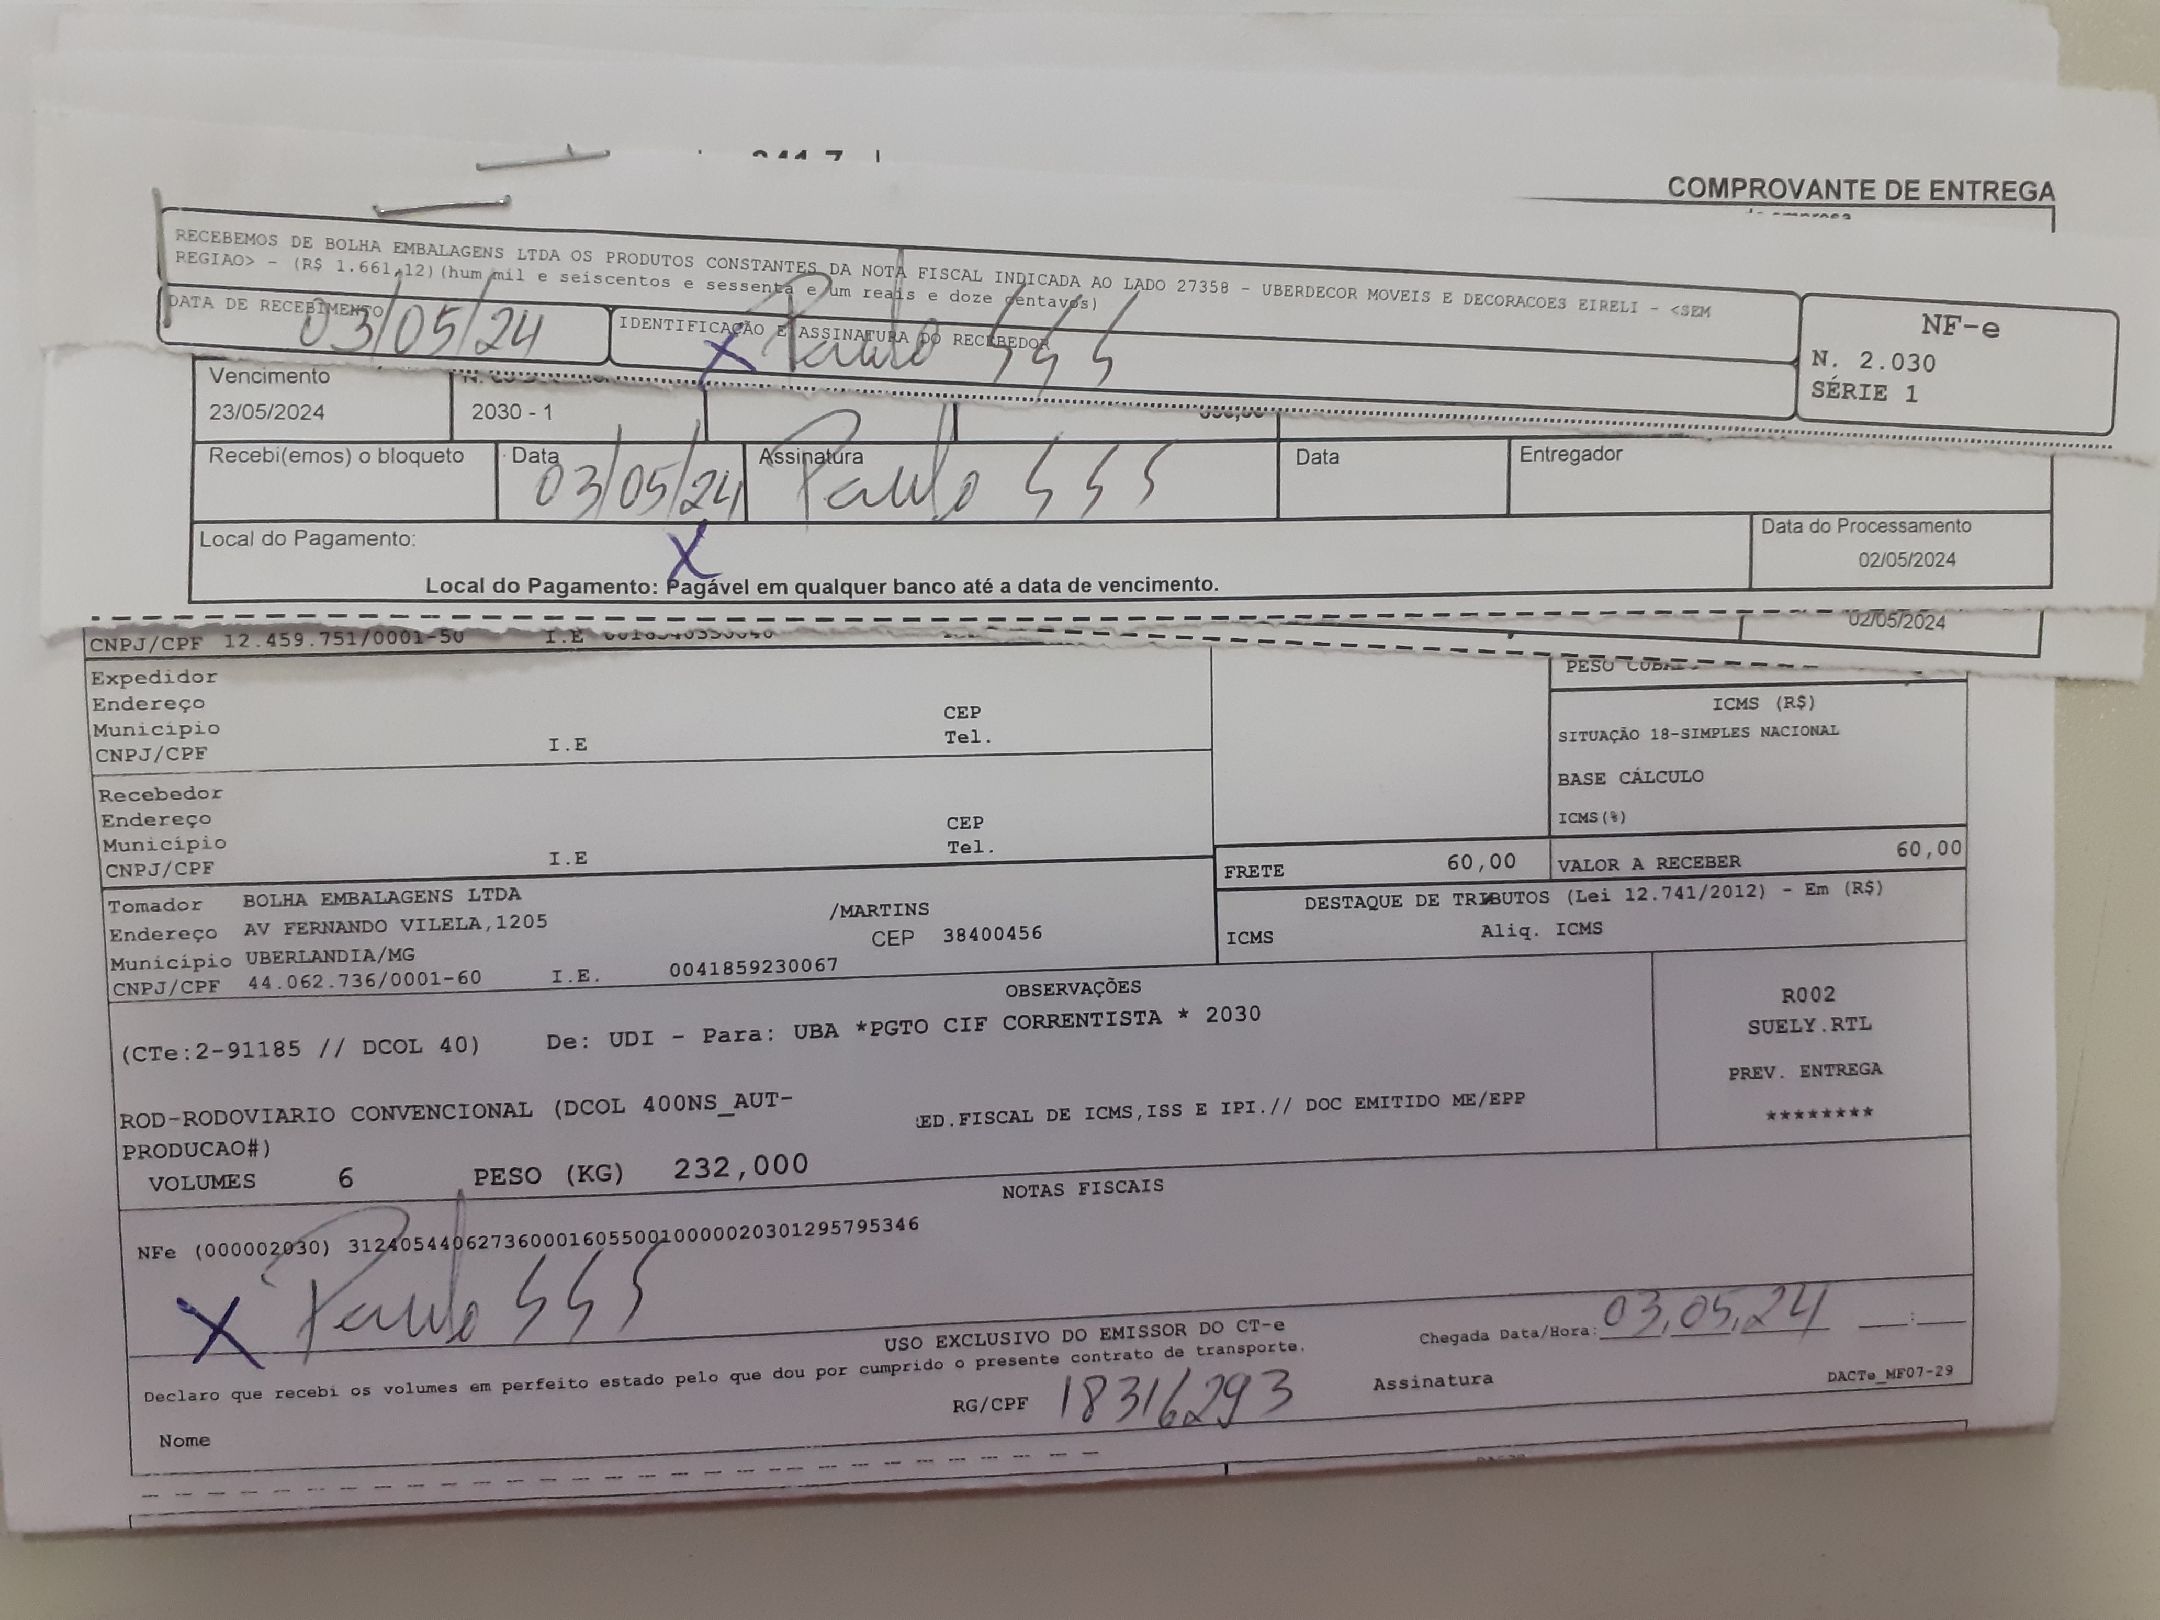 COMPROVANTE DE ENTREGA
RECEBEMOS DE BOLHA EMBALAGENS LTDA OS PRODUTOS CONSTANTES DA NOTA FISCAL INDICADA AO LADO 27358 - UBERDECOR MOVEIS E DECORACOES EIRELI - <SEM
REGIAO> - (R$ 1.661,12)(hum mil e seiscentos e sessenta e um reais e doze centavos)
DATA DE RECEBIMENTO
03/05/24
IDENTIFICAÇÃO E ASSINATURA DO RECEBEDOR
X Paulo SSS
NF-e
N. 2.030
SÉRIE 1
Vencimento
23/05/2024
2030 - 1
Recebi(emos) o bloqueto
Data
03/05/24
Assinatura
Paulo SSS
Data
Entregador
X
Local do Pagamento:
Local do Pagamento: Pagável em qualquer banco até a data de vencimento.
Data do Processamento
02/05/2024
02/05/2024
CNPJ/CPF 12.459.751/0001-50 I.E
Expedidor
Endereço CEP
Município Tel.
CNPJ/CPF I.E
Recebedor
Endereço CEP
Município Tel.
CNPJ/CPF I.E
PESO
ICMS (R$)
SITUAÇÃO 18-SIMPLES NACIONAL
BASE CÁLCULO
ICMS(%)
FRETE 60,00 VALOR A RECEBER 60,00
Tomador BOLHA EMBALAGENS LTDA
Endereço AV FERNANDO VILELA,1205 /MARTINS
Município UBERLANDIA/MG CEP 38400456
CNPJ/CPF 44.062.736/0001-60 I.E. 0041859230067
DESTAQUE DE TRIBUTOS (Lei 12.741/2012) - Em (R$)
ICMS Aliq. ICMS
OBSERVAÇÕES
(CTe:2-91185 // DCOL 40) De: UDI - Para: UBA *PGTO CIF CORRENTISTA * 2030
ROD-RODOVIARIO CONVENCIONAL (DCOL 400NS_AUT-
PRODUCAO#)
ED.FISCAL DE ICMS,ISS E IPI.// DOC EMITIDO ME/EPP
R002
SUELY.RTL
PREV. ENTREGA
********
VOLUMES 6 PESO (KG) 232,000
NOTAS FISCAIS
NFe (000002030) 31240544062736000160550010000020301295795346
X Paulo SSS
USO EXCLUSIVO DO EMISSOR DO CT-e
Chegada Data/Hora: 03,05,24 __:__
Declaro que recebi os volumes em perfeito estado pelo que dou por cumprido o presente contrato de transporte.
DACTe_MF07-29
Nome RG/CPF 18316293 Assinatura